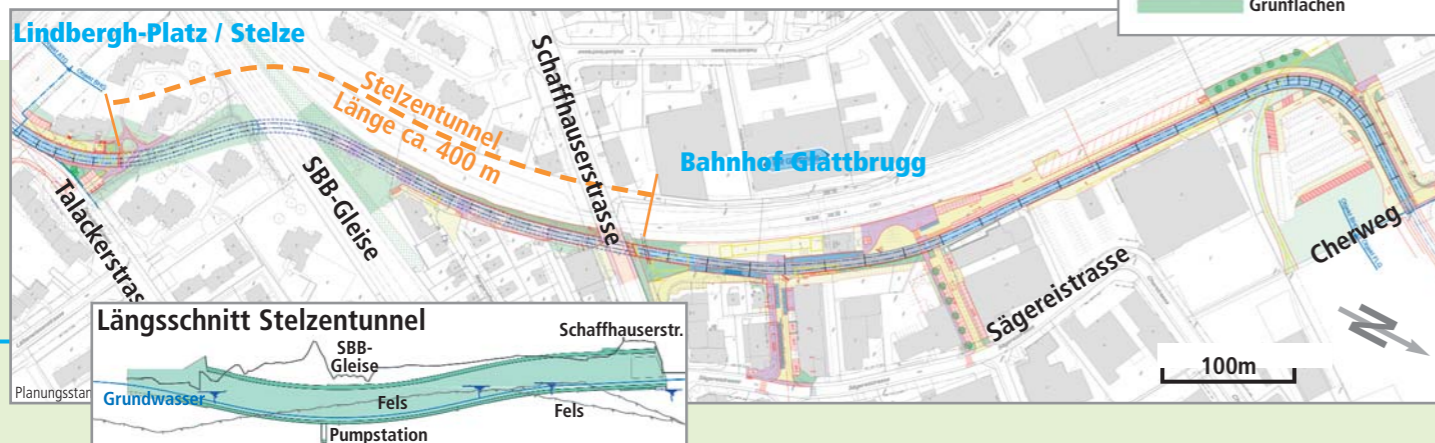 Grünflächen
Lindbergh-Platz / Stelze
Stelzentunnel
Länge ca. 400 m
Schaffhauserstrasse
Bahnhof Glattbrugg
SBB-Gleise
Talackerstras
Sägereistrasse
Cherweg
N
100m
Längsschnitt Stelzentunnel
SBB-
Gleise
Schaffhauserstr.
Grundwasser
Fels
Fels
Pumpstation
Planungsstan